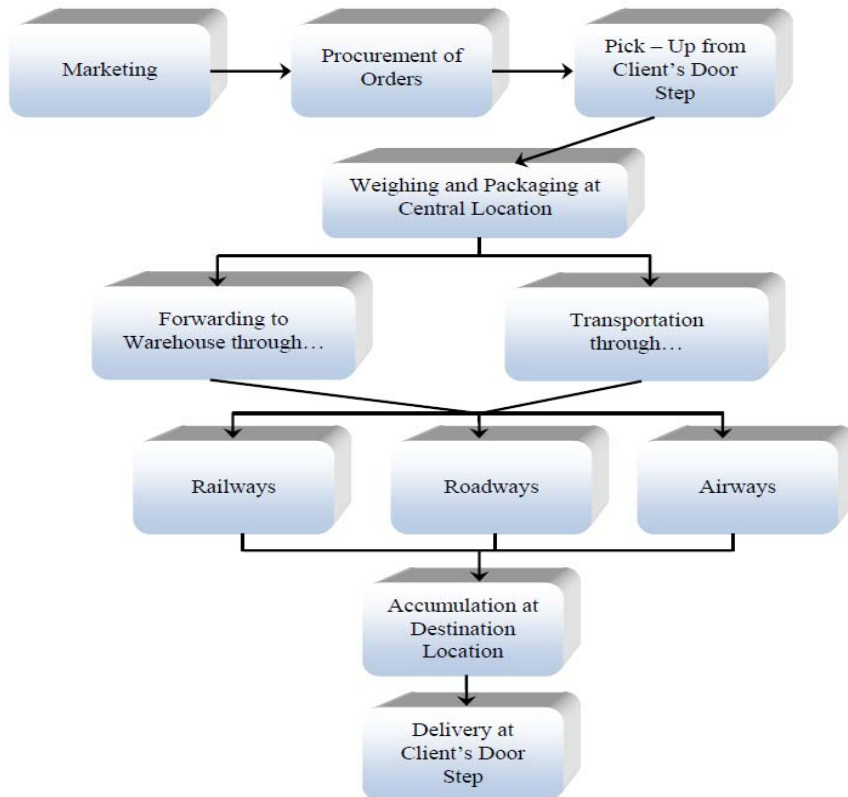 Marketing
Procurement of
Orders
Pick – Up from
Client's Door
Step
Weighing and Packaging at
Central Location
Forwarding to
Warehouse through…
Transportation
through…
Railways
Roadways
Airways
Accumulation at
Destination
Location
Delivery at
Client's Door
Step